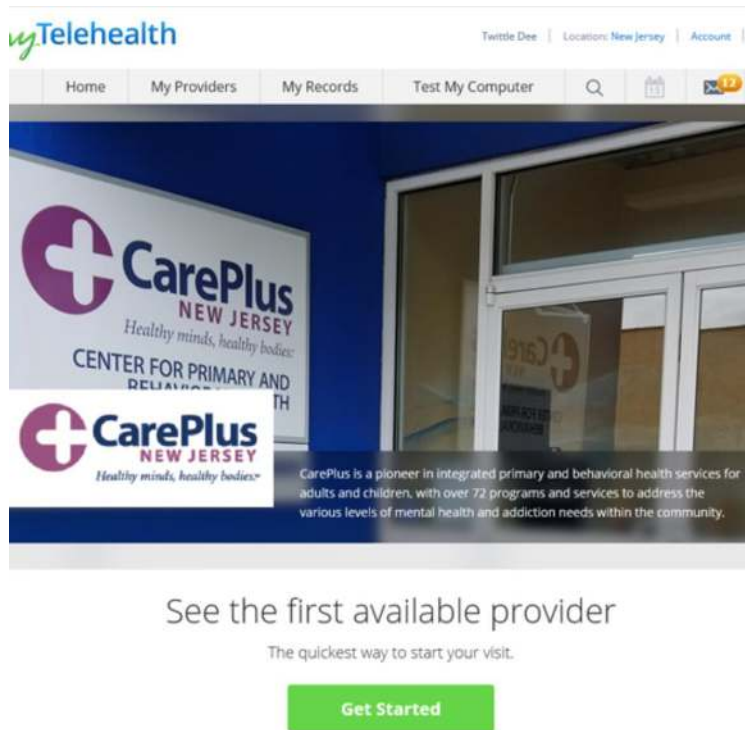 myTelehealth
Twittle Dee | Location: New Jersey | Account |
Home My Providers My Records Test My Computer 12
CarePlus
NEW JERSEY
Healthy minds, healthy bodies.
CENTER FOR PRIMARY AND
BEHAVIORAL HEALTH
CarePlus
NEW JERSEY
Healthy minds, healthy bodies.
CarePlus is a pioneer in integrated primary and behavioral health services for
adults and children, with over 72 programs and services to address the
various levels of mental health and addiction needs within the community.
See the first available provider
The quickest way to start your visit.
Get Started